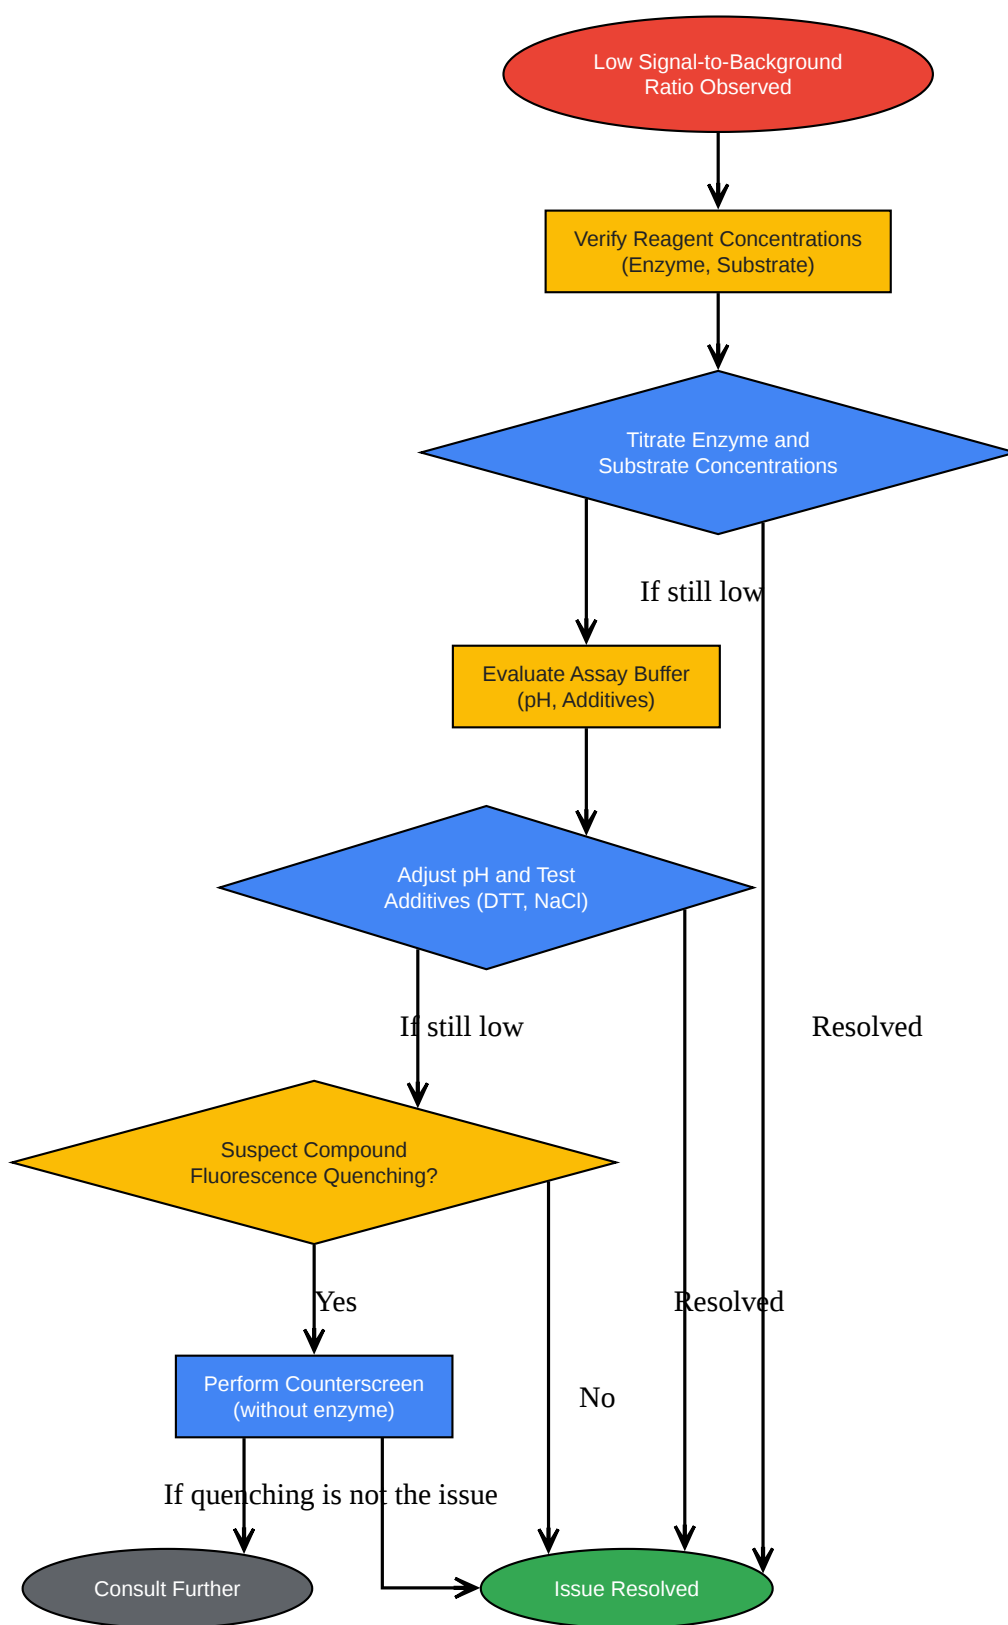 Low Signal-to-Background
Ratio Observed
Verify Reagent Concentrations
(Enzyme, Substrate)
Titrate Enzyme and
Substrate Concentrations
If still low
Evaluate Assay Buffer
(pH, Additives)
Adjust pH and Test
Additives (DTT, NaCl)
If still low
Resolved
Suspect Compound
Fluorescence Quenching?
Yes
Resolved
Perform Counterscreen
(without enzyme)
No
If quenching is not the issue
Consult Further
Issue Resolved